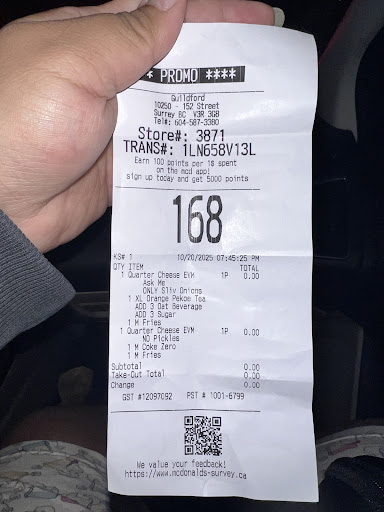 * PROMO ****
Guildford
10250 - 152 Street
Surrey BC V3R 3G8
Tel#: 604-587-3380
Store#: 3871
TRANS#: 1LN658V13L
Earn 100 points per 1$ spent
on the mcd app!
sign up today and get 5000 points
168
KS# 1 10/20/2025 07:45:25 PM
QTY ITEM TOTAL
1 Quarter Cheese EVM 1P 0.00
Ask Me
ONLY Sliv Onions
1 XL Orange Pekoe Tea
ADD 3 Oat Beverage
ADD 3 Sugar
1 M Fries
1 Quarter Cheese EVM 1P 0.00
NO Pickles
1 M Coke Zero
1 M Fries
Subtotal 0.00
Take-Out Total 0.00
Change 0.00
GST #12097092 PST # 1001-6799
We value your feedback!
https://www.mcdonalds-survey.ca